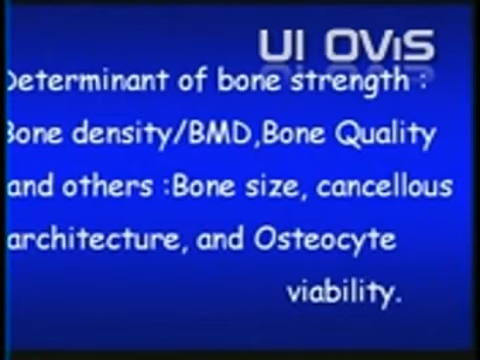 UI OViS
Determinant of bone strength :
Bone density/BMD,Bone Quality
and others :Bone size, cancellous
architecture, and Osteocyte
viability.